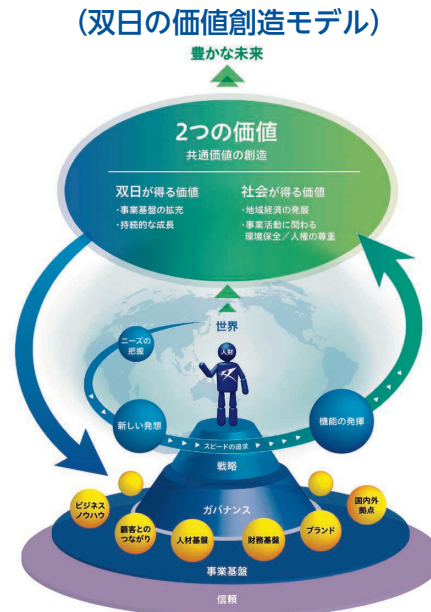 (双日の価値創造モデル)
豊かな未来
2つの価値
共通価値の創造
双日が得る価値
・事業基盤の拡充
・持続的な成長
社会が得る価値
・地域経済の発展
・事業活動に関わる
環境保全/人権の尊重
世界
ニーズの
把握
人財
新しい発想
スピードの追求
機能の発揮
戦略
ガバナンス
ビジネス
ノウハウ
顧客との
つながり
人材基盤
財務基盤
ブランド
国内外
拠点
事業基盤
信頼